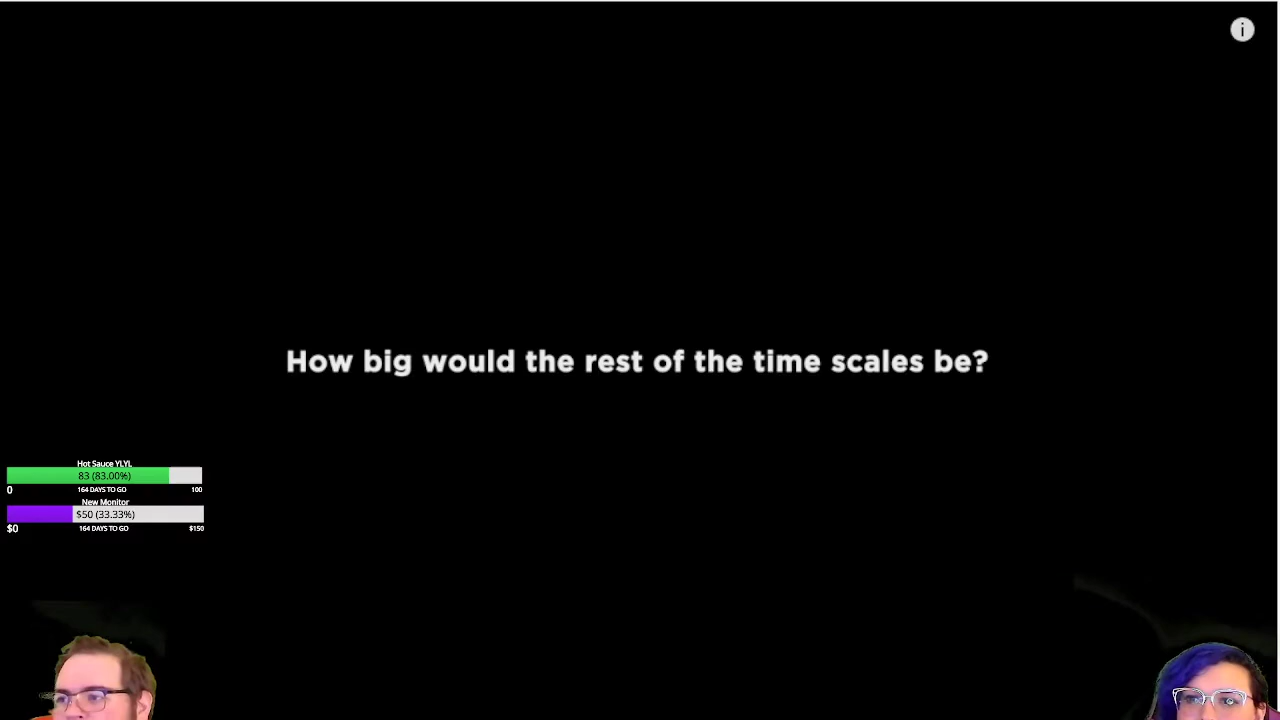 i
How big would the rest of the time scales be?
Hot Sauce YLYL
83 (83.00%)
0 164 DAYS TO GO 100
New Monitor
$50 (33.33%)
$0 164 DAYS TO GO $150